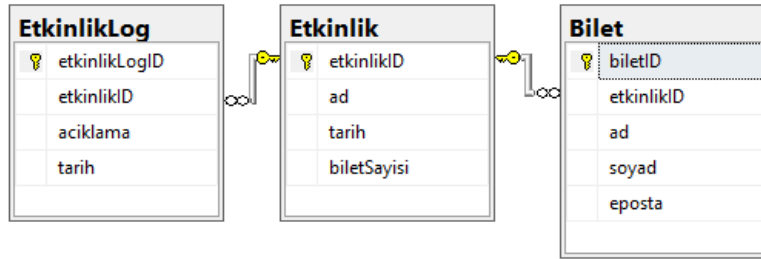 EtkinlikLog
etkinlikLogID
etkinlikID
aciklama
tarih
Etkinlik
etkinlikID
ad
tarih
biletSayisi
Bilet
biletID
etkinlikID
ad
soyad
eposta